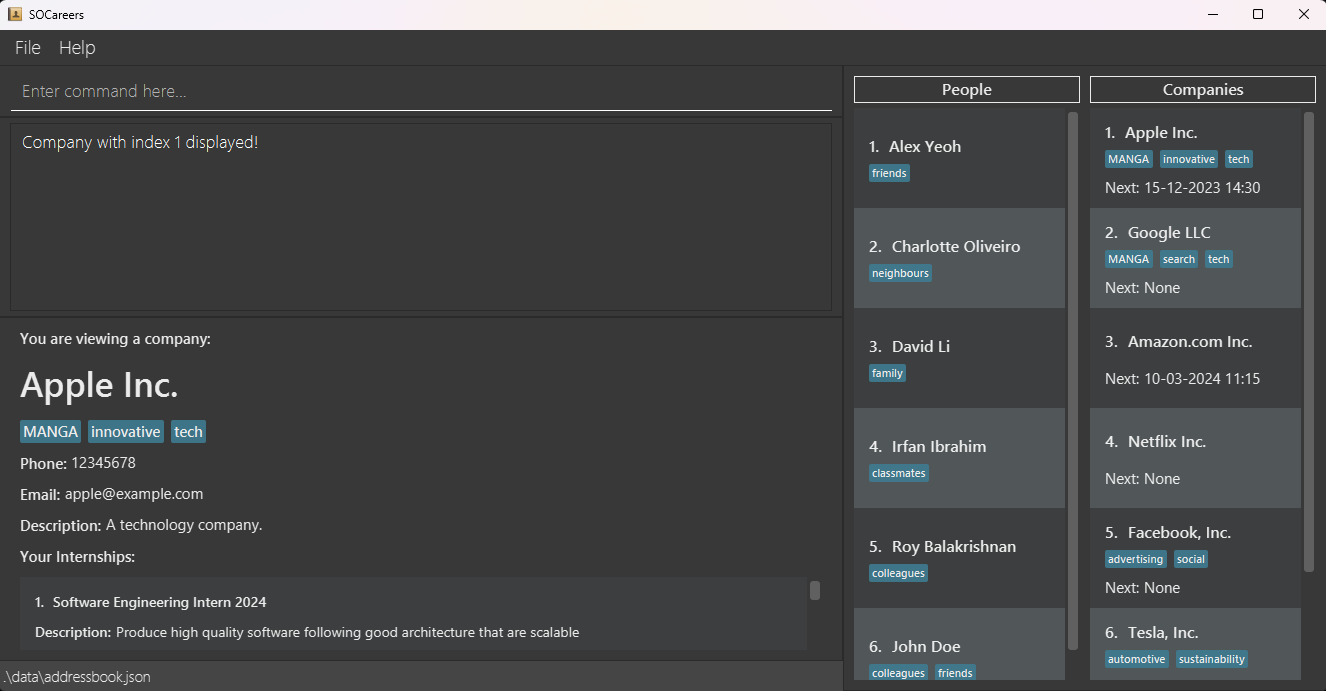 SOCareers
File Help
Enter command here...
Company with index 1 displayed!
You are viewing a company:
Apple Inc.
MANGA innovative tech
Phone: 12345678
Email: apple@example.com
Description: A technology company.
Your Internships:
1. Software Engineering Intern 2024
Description: Produce high quality software following good architecture that are scalable
.\data\addressbook.json
People
1. Alex Yeoh
friends
2. Charlotte Oliveiro
neighbours
3. David Li
family
4. Irfan Ibrahim
classmates
5. Roy Balakrishnan
colleagues
6. John Doe
colleagues friends
Companies
1. Apple Inc.
MANGA innovative tech
Next: 15-12-2023 14:30
2. Google LLC
MANGA search tech
Next: None
3. Amazon.com Inc.
Next: 10-03-2024 11:15
4. Netflix Inc.
Next: None
5. Facebook, Inc.
advertising social
Next: None
6. Tesla, Inc.
automotive sustainability